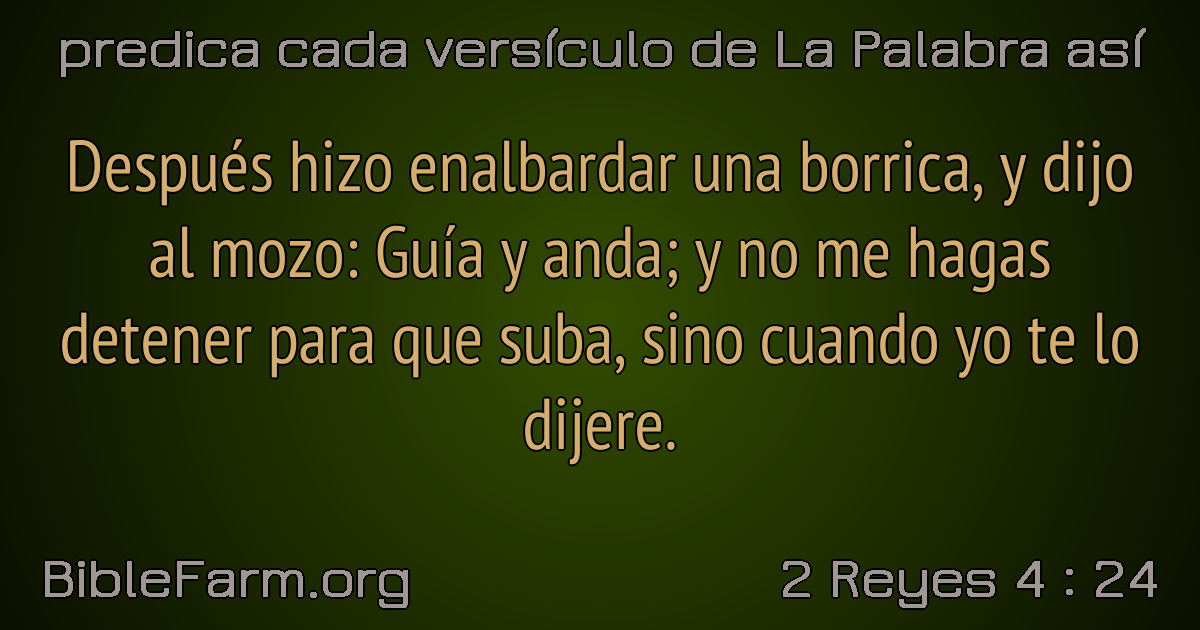 predica cada versículo de La Palabra así
Después hizo enalbardar una borrica, y dijo
al mozo: Guía y anda; y no me hagas
detener para que suba, sino cuando yo te lo
dijere.
BibleFarm.org
2 Reyes 4 : 24